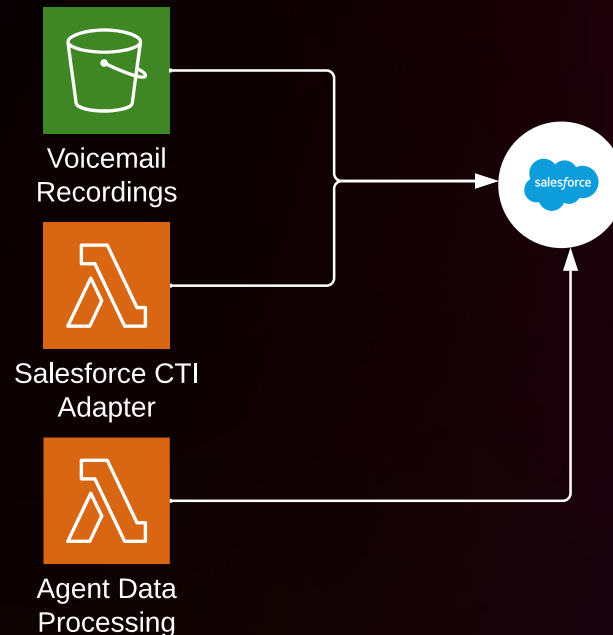 Voicemail
Recordings
salesforce
Salesforce CTI
Adapter
Agent Data
Processing